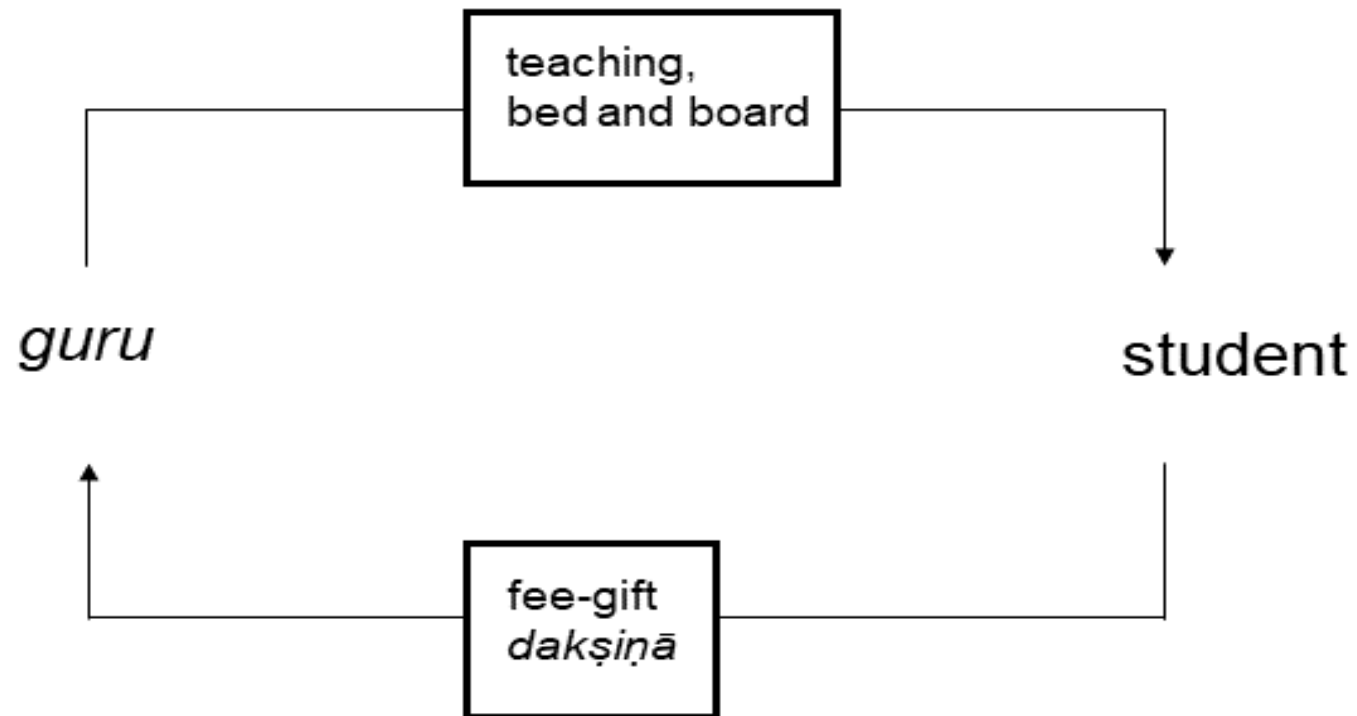 teaching,
bed and board
guru
student
fee-gift
dakṣiṇā